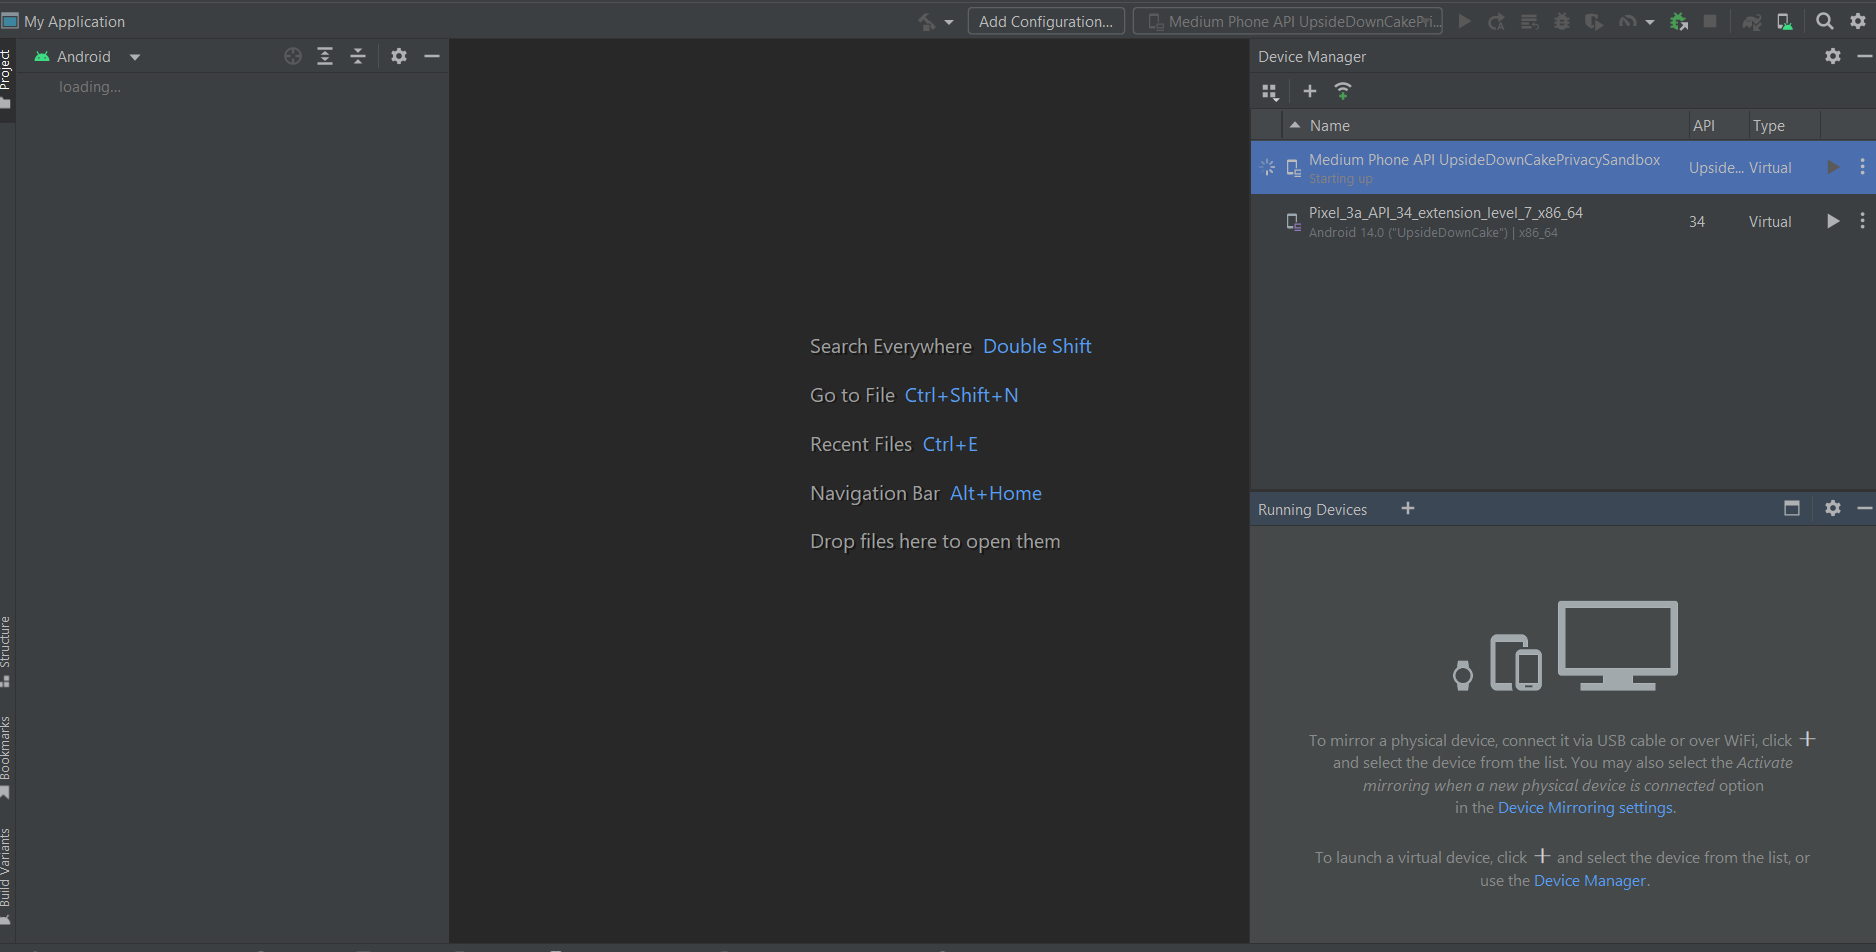 My Application
Add Configuration...
Medium Phone API UpsideDownCakePri...
Project
Android
loading...
Structure
Bookmarks
Build Variants
Search Everywhere Double Shift
Go to File Ctrl+Shift+N
Recent Files Ctrl+E
Navigation Bar Alt+Home
Drop files here to open them
Device Manager
Name API Type
Medium Phone API UpsideDownCakePrivacySandbox Upside... Virtual
Starting up
Pixel_3a_API_34_extension_level_7_x86_64 34 Virtual
Android 14.0 ("UpsideDownCake") | x86_64
Running Devices
To mirror a physical device, connect it via USB cable or over WiFi, click +
and select the device from the list. You may also select the Activate
mirroring when a new physical device is connected option
in the Device Mirroring settings.
To launch a virtual device, click + and select the device from the list, or
use the Device Manager.